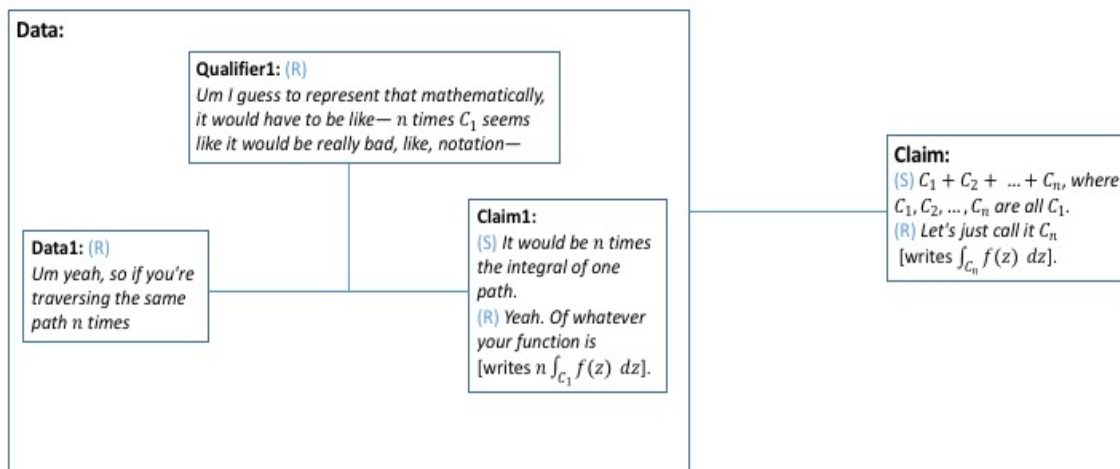 Data:
Qualifier1: (R)
Um I guess to represent that mathematically,
it would have to be like— n times C₁ seems
like it would be really bad, like, notation—
Data1: (R)
Um yeah, so if you're
traversing the same
path n times
Claim1:
(S) It would be n times
the integral of one
path.
(R) Yeah. Of whatever
your function is
[writes n ∫_C₁ f(z) dz].
Claim:
(S) C₁ + C₂ + …+ Cₙ, where
C₁, C₂, …, Cₙ are all C₁.
(R) Let's just call it Cₙ
[writes ∫_Cₙ f(z) dz].